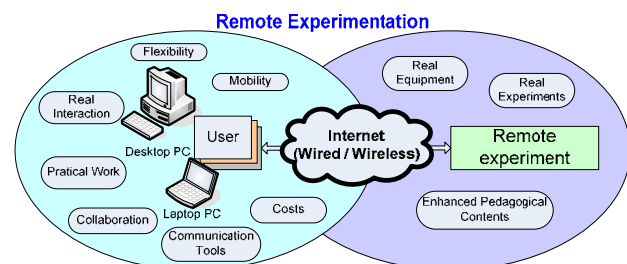 Remote Experimentation
Flexibility
Mobility
Real
Interaction
Desktop PC
User
Pratical Work
Laptop PC
Collaboration
Costs
Communication
Tools
Internet
(Wired / Wireless)
Real
Equipment
Real
Experiments
Remote
experiment
Enhanced Pedagogical
Contents